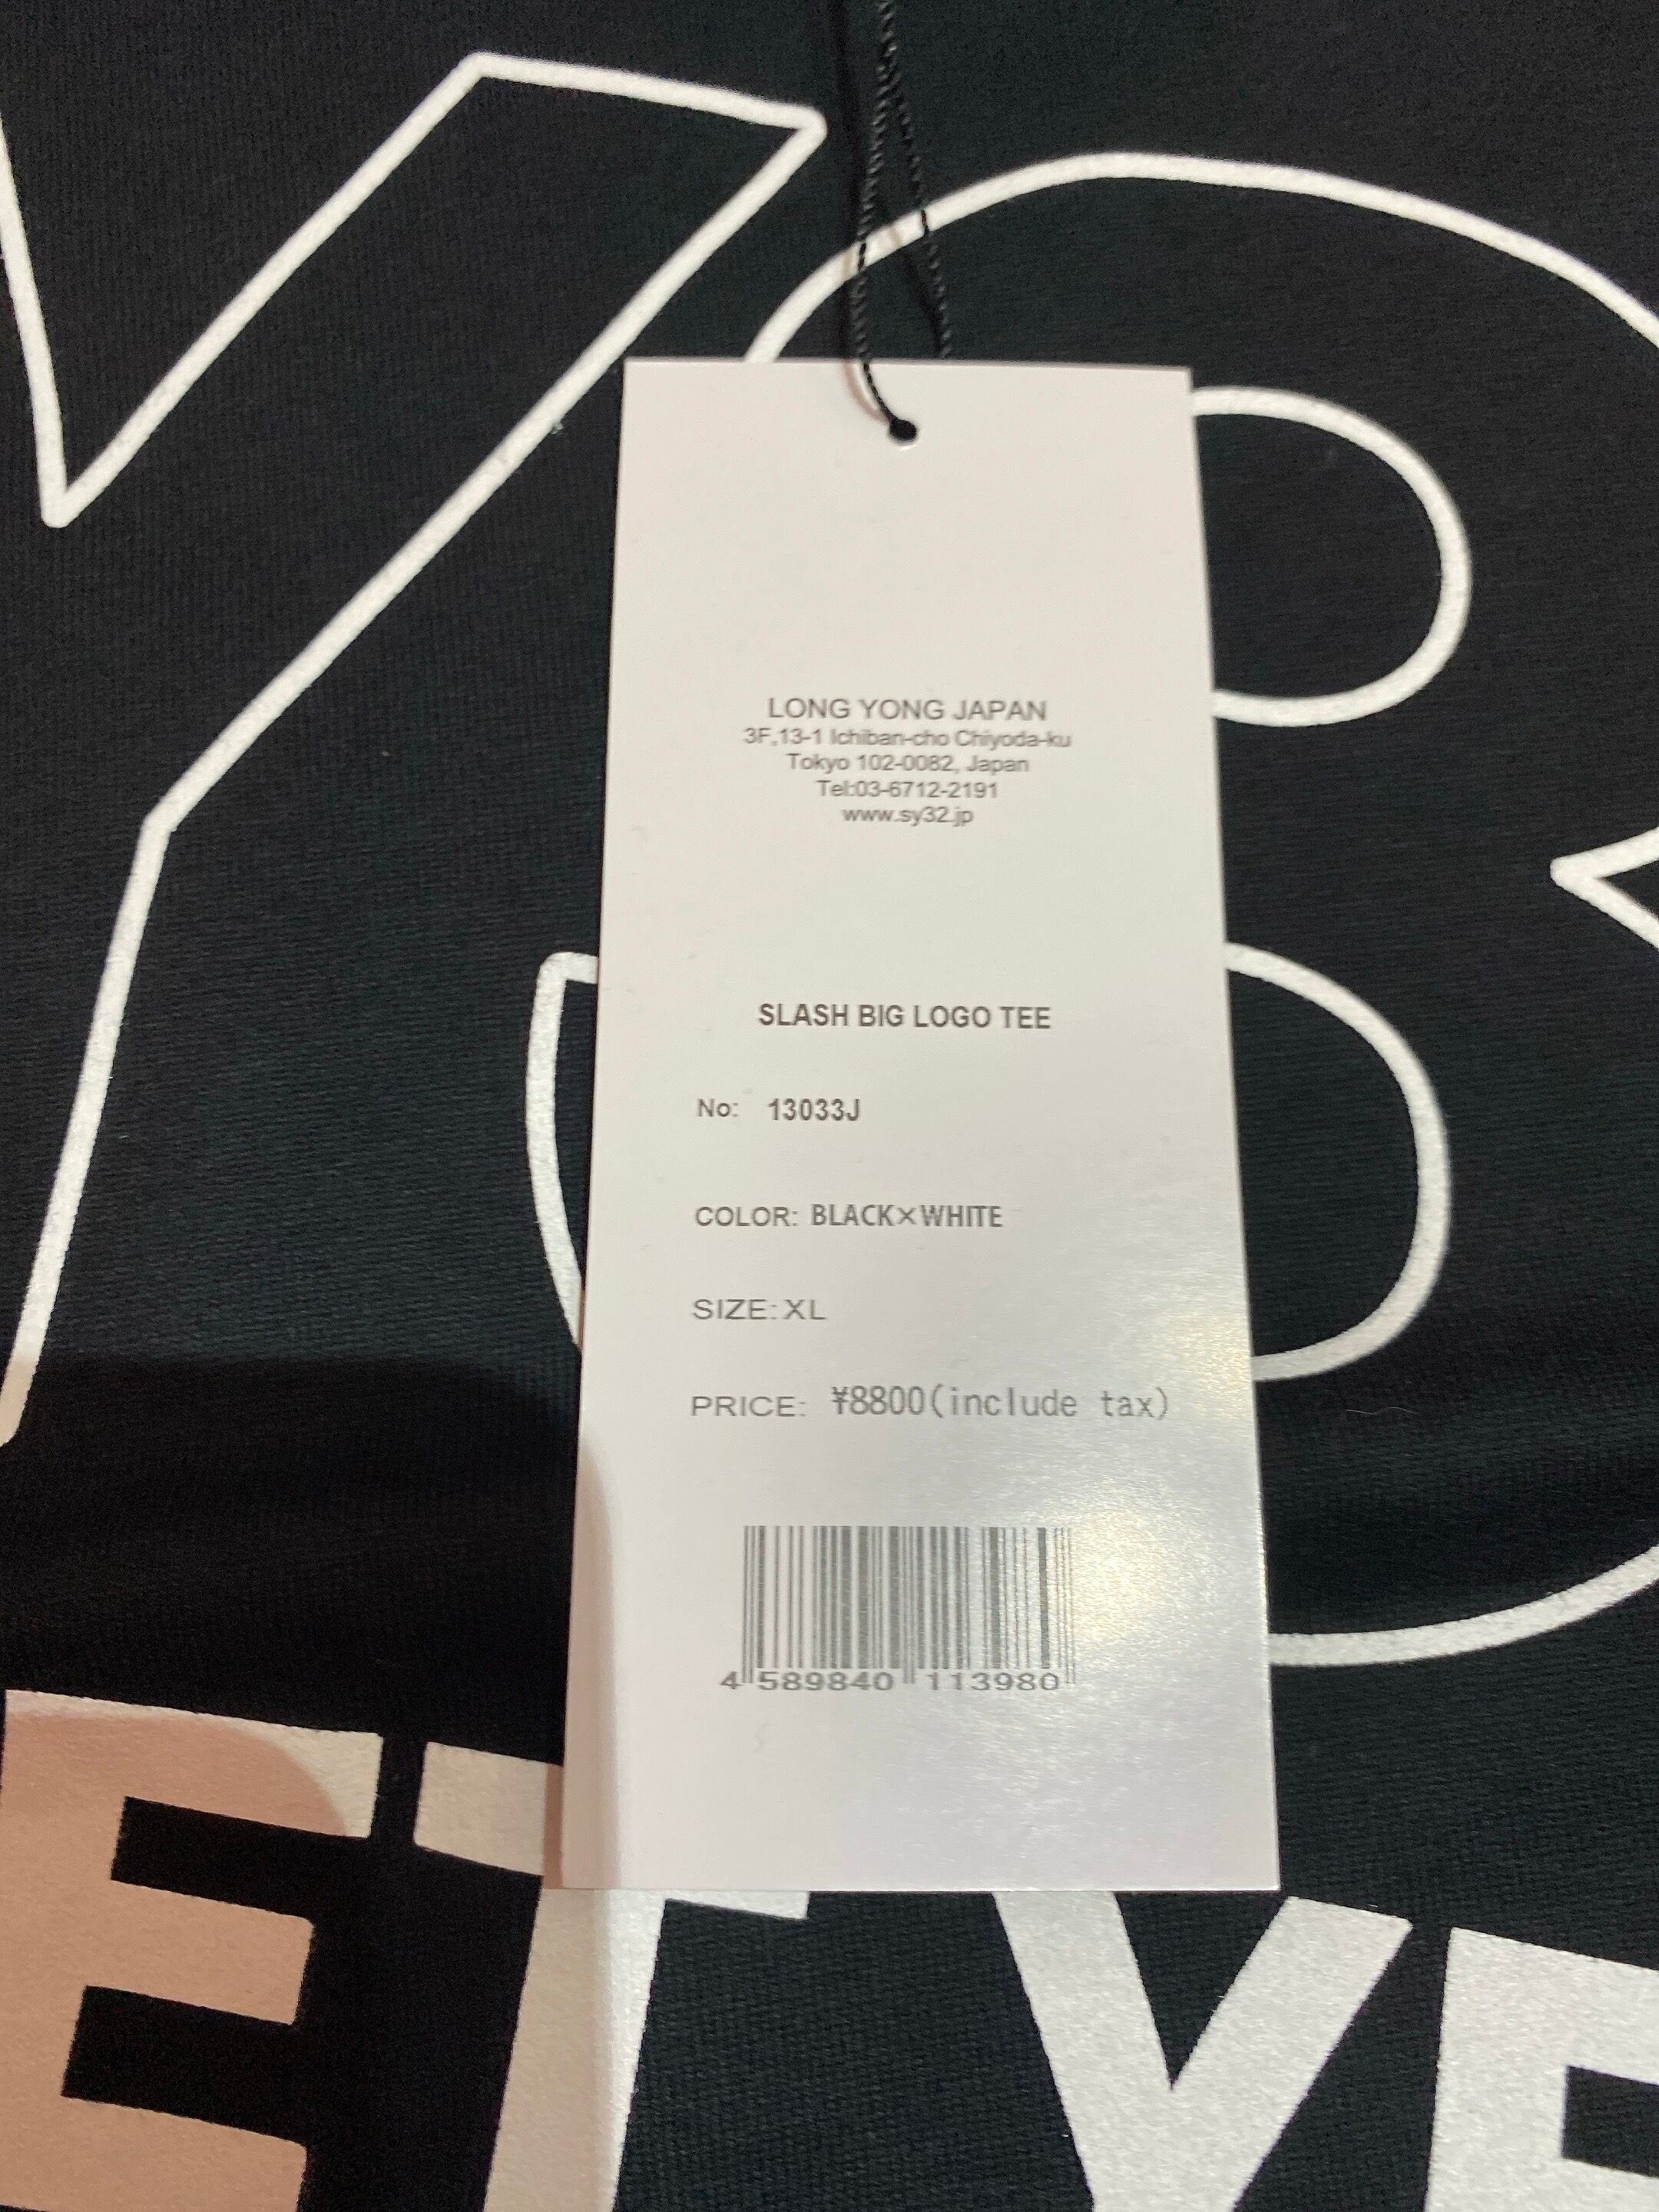 LONG YONG JAPAN
3F,13-1 Ichiban-cho Chiyoda-ku
Tokyo 102-0082, Japan
Tel:03-6712-2191
www.sy32.jp
SLASH BIG LOGO TEE
No: 13033J
COLOR: BLACK×WHITE
SIZE: XL
PRICE: ¥8800(include tax)
4 589840 113980
ET YE